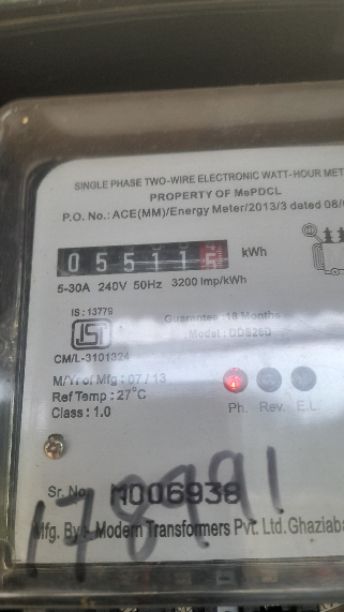 SINGLE PHASE TWO-WIRE ELECTRONIC WATT-HOUR MET
PROPERTY OF MePDCL
P.O. No.: ACE(MM)/Energy Meter/2013/3 dated 08/
055115 kWh
5-30A 240V 50Hz 3200 Imp/kWh
IS : 13779
ISI
Guarantee : 18 Months
Model :
CM/L-3101324
M/Yr of Mfg : 07 / 13
Ref Temp : 27°C
Class : 1.0
Ph. Rev. E.L.
Sr. No. M006938
178991
Mfg. By :- Modern Transformers Pvt. Ltd. Ghaziaba